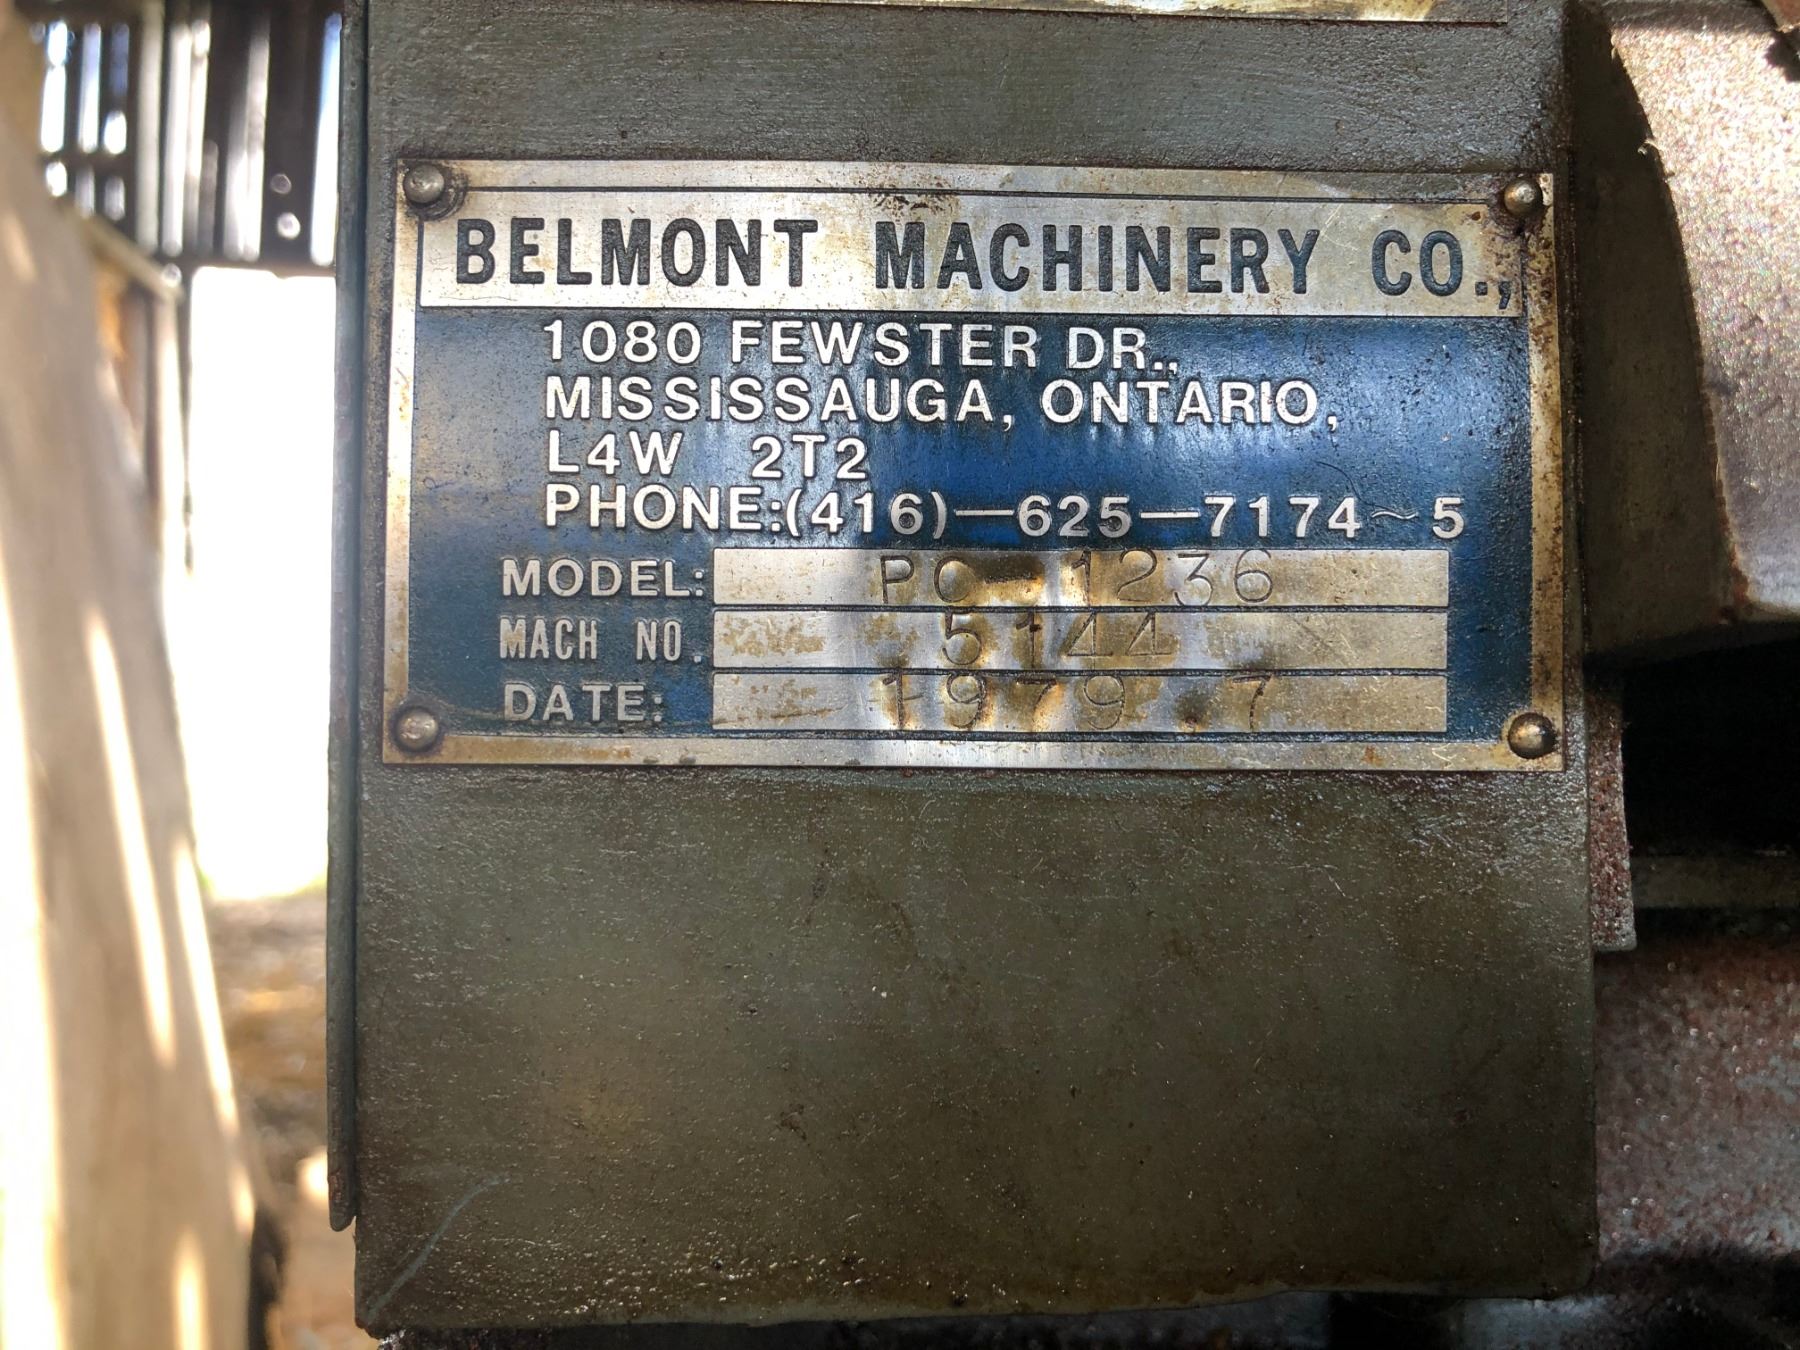 BELMONT MACHINERY CO.,
1080 FEWSTER DR.,
MISSISSAUGA, ONTARIO,
L4W 2T2
PHONE:(416)—625—7174~5
MODEL: PC-1236
MACH NO. 5144
DATE: 1979.7